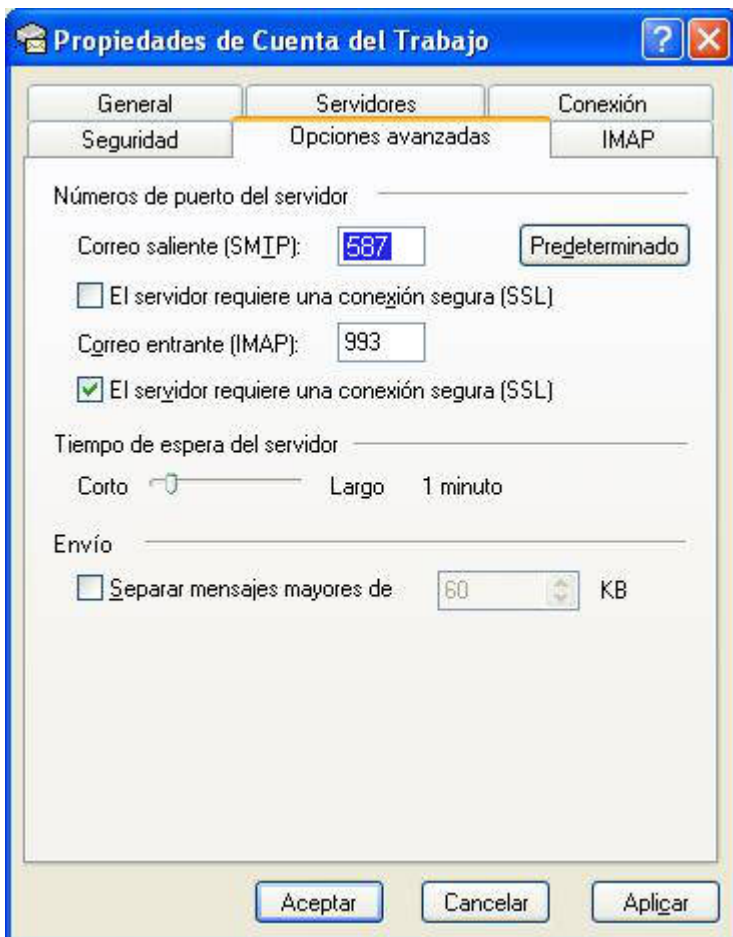 Propiedades de Cuenta del Trabajo
General Servidores Conexión
Seguridad Opciones avanzadas IMAP
Números de puerto del servidor
Correo saliente (SMTP): 587 Predeterminado
El servidor requiere una conexión segura (SSL)
Correo entrante (IMAP): 993
El servidor requiere una conexión segura (SSL)
Tiempo de espera del servidor
Corto Largo 1 minuto
Envío
Separar mensajes mayores de 60 KB
Aceptar Cancelar Aplicar